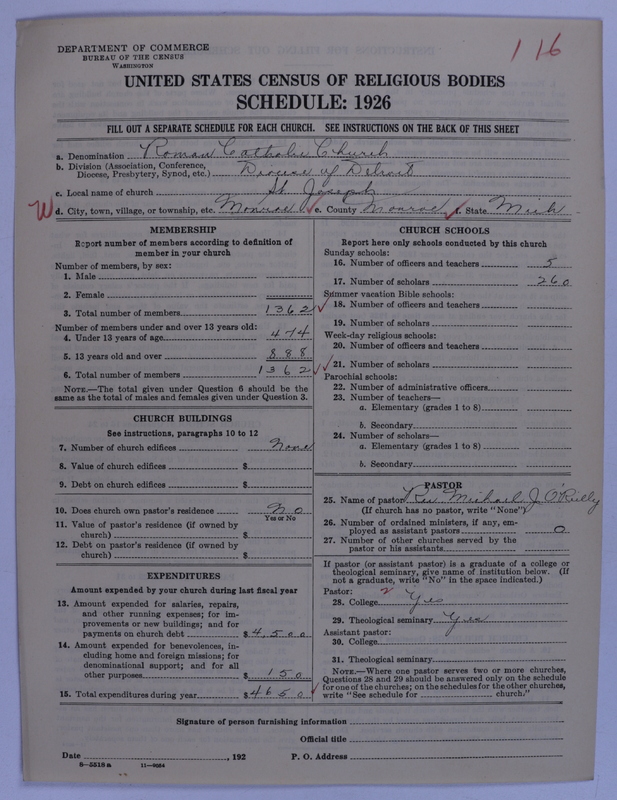 DEPARTMENT OF COMMERCE
BUREAU OF THE CENSUS
WASHINGTON
116
UNITED STATES CENSUS OF RELIGIOUS BODIES
SCHEDULE: 1926
FILL OUT A SEPARATE SCHEDULE FOR EACH CHURCH. SEE INSTRUCTIONS ON THE BACK OF THIS SHEET
a. Denomination Roman Catholic Church
b. Division (Association, Conference,
Diocese, Presbytery, Synod, etc.) Diocese of Detroit
c. Local name of church St Joseph
W d. City, town, village, or township, etc. Monroe e. County Monroe f. State Mich
MEMBERSHIP
Report number of members according to definition of
member in your church
Number of members, by sex:
1. Male
2. Female
3. Total number of members 1362
Number of members under and over 13 years old:
4. Under 13 years of age 474
5. 13 years old and over 888
6. Total number of members 1362
NOTE.—The total given under Question 6 should be the
same as the total of males and females given under Question 3.
CHURCH BUILDINGS
See instructions, paragraphs 10 to 12
7. Number of church edifices None
8. Value of church edifices $
9. Debt on church edifices $
10. Does church own pastor's residence No
Yes or No
11. Value of pastor's residence (if owned by
church) $
12. Debt on pastor's residence (if owned by
church) $
EXPENDITURES
Amount expended by your church during last fiscal year
13. Amount expended for salaries, repairs,
and other running expenses; for im-
provements or new buildings; and for
payments on church debt $4,500
14. Amount expended for benevolences, in-
cluding home and foreign missions; for
denominational support; and for all
other purposes $ 150
15. Total expenditures during year $4650
CHURCH SCHOOLS
Report here only schools conducted by this church
Sunday schools:
16. Number of officers and teachers 5
17. Number of scholars 260
Summer vacation Bible schools:
18. Number of officers and teachers
19. Number of scholars
Week-day religious schools:
20. Number of officers and teachers
21. Number of scholars
Parochial schools:
22. Number of administrative officers
23. Number of teachers—
a. Elementary (grades 1 to 8)
b. Secondary
24. Number of scholars—
a. Elementary (grades 1 to 8)
b. Secondary
PASTOR
25. Name of pastor Rev Michael J. O'Reilly
(If church has no pastor, write "None")
26. Number of ordained ministers, if any, em-
ployed as assistant pastors 0
27. Number of other churches served by the
pastor or his assistants
If pastor (or assistant pastor) is a graduate of a college or
theological seminary, give name of institution below. (If
not a graduate, write "No" in the space indicated.)
Pastor:
28. College 2 Yes
29. Theological seminary Yes
Assistant pastor:
30. College
31. Theological seminary
NOTE.—Where one pastor serves two or more churches,
Questions 28 and 29 should be answered only on the schedule
for one of the churches; on the schedules for the other churches,
write "See schedule for church."
Signature of person furnishing information
Official title
Date , 192 P. O. Address
8—5518 a 11—9084